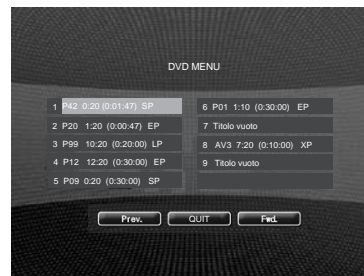 DVD MENU
1 P42 0:20 (0:01:47) SP
2 P20 1:20 (0:00:47) EP
3 P99 10:20 (0:20:00) LP
4 P12 12:20 (0:30:00) EP
5 P09 0:20 (0:30:00) SP
6 P01 1:10 (0:30:00) EP
7 Titolo vuoto
8 AV3 7:20 (0:10:00) XP
9 Titolo vuoto
Prev. QUIT Fwd.